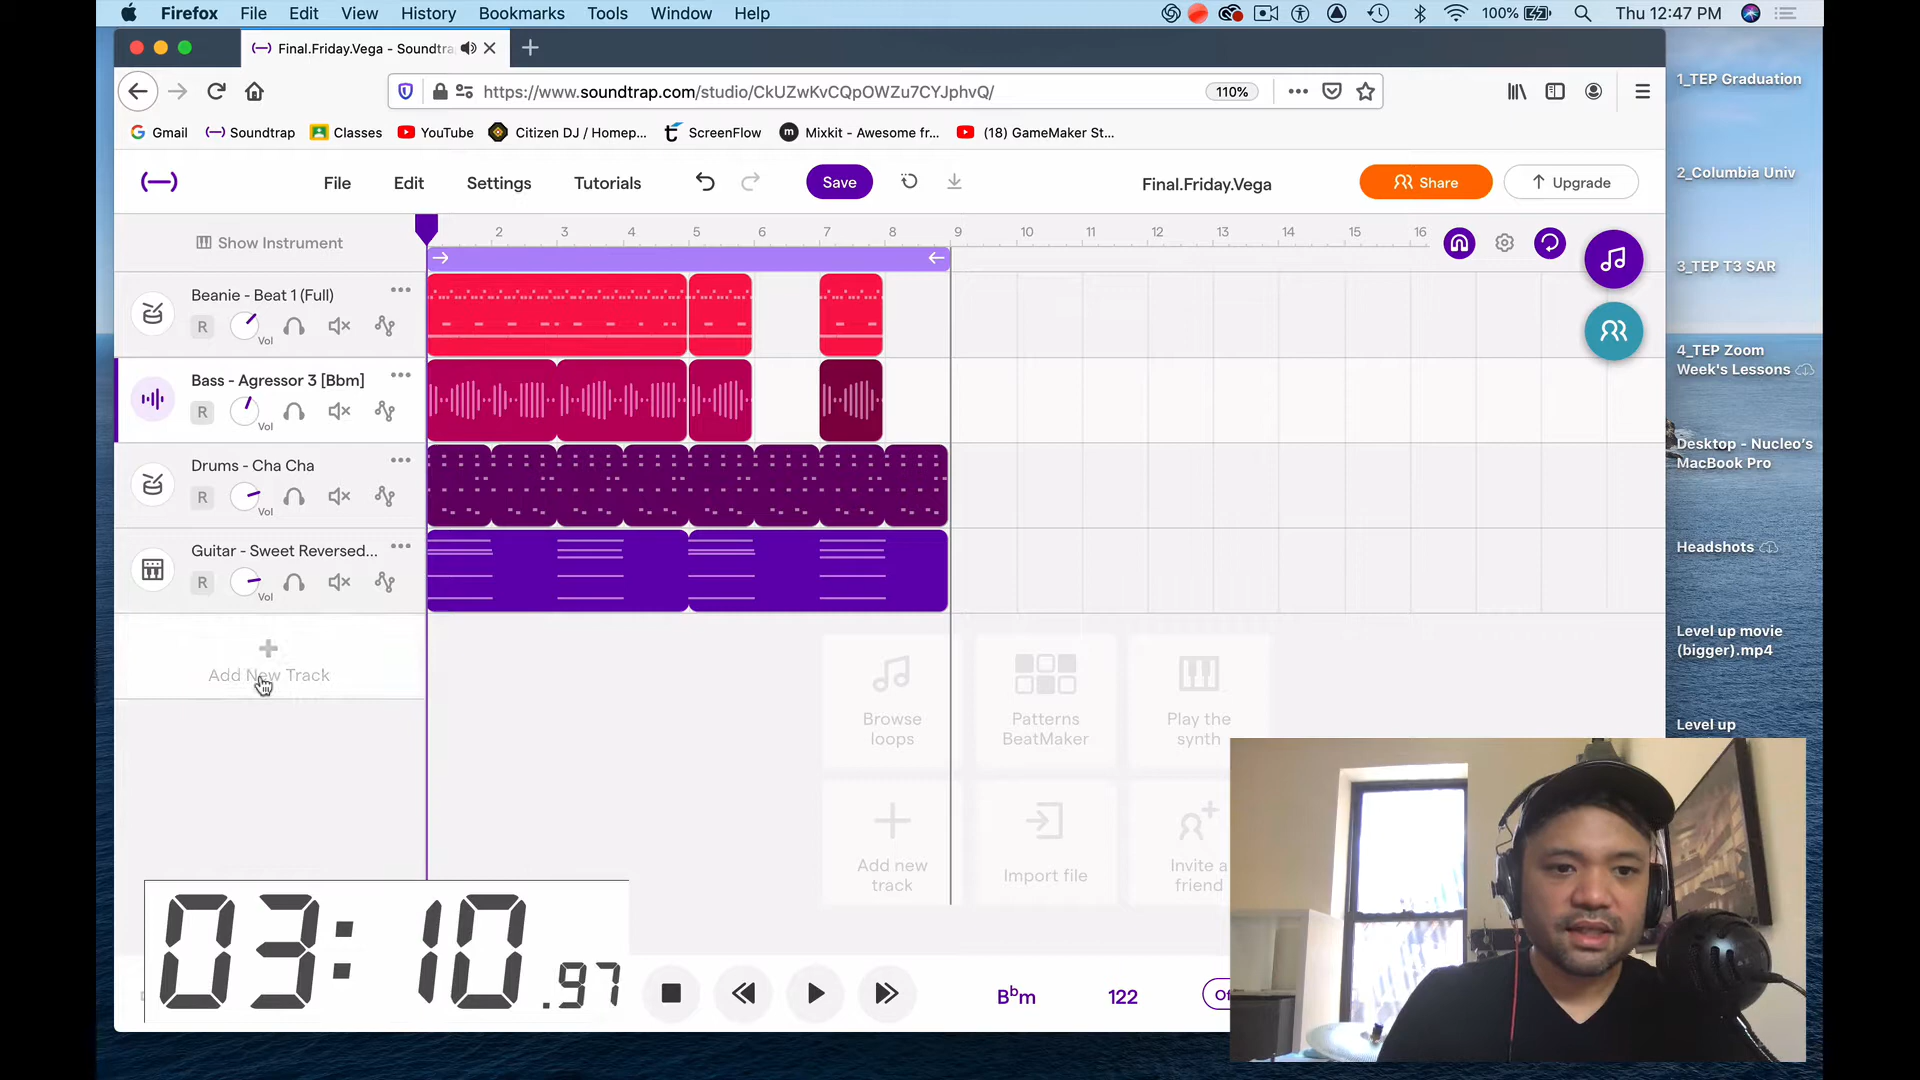 Firefox File Edit View History Bookmarks Tools Window Help
100% Thu 12:47 PM
Final.Friday.Vega - Soundtra
https://www.soundtrap.com/studio/CkUZwKvCQpOWZu7CYJphvQ/
110%
Gmail Soundtrap Classes YouTube Citizen DJ / Homep... ScreenFlow Mixkit - Awesome fr... (18) GameMaker St...
File Edit Settings Tutorials Save Final.Friday.Vega Share Upgrade
Show Instrument
2 3 4 5 6 7 8 9 10 11 12 13 14 15 16
Beanie - Beat 1 (Full)
R Vol
Bass - Agressor 3 [Bbm]
R Vol
Drums - Cha Cha
R Vol
Guitar - Sweet Reversed...
R Vol
Add New Track
Browse loops
Patterns BeatMaker
Play the synth
Add new track
Import file
Invite a friend
03:10.97
Bbm 122
1_TEP Graduation
2_Columbia Univ
3_TEP T3 SAR
4_TEP Zoom
Week's Lessons
Desktop - Nucleo's
MacBook Pro
Headshots
Level up movie
(bigger).mp4
Level up